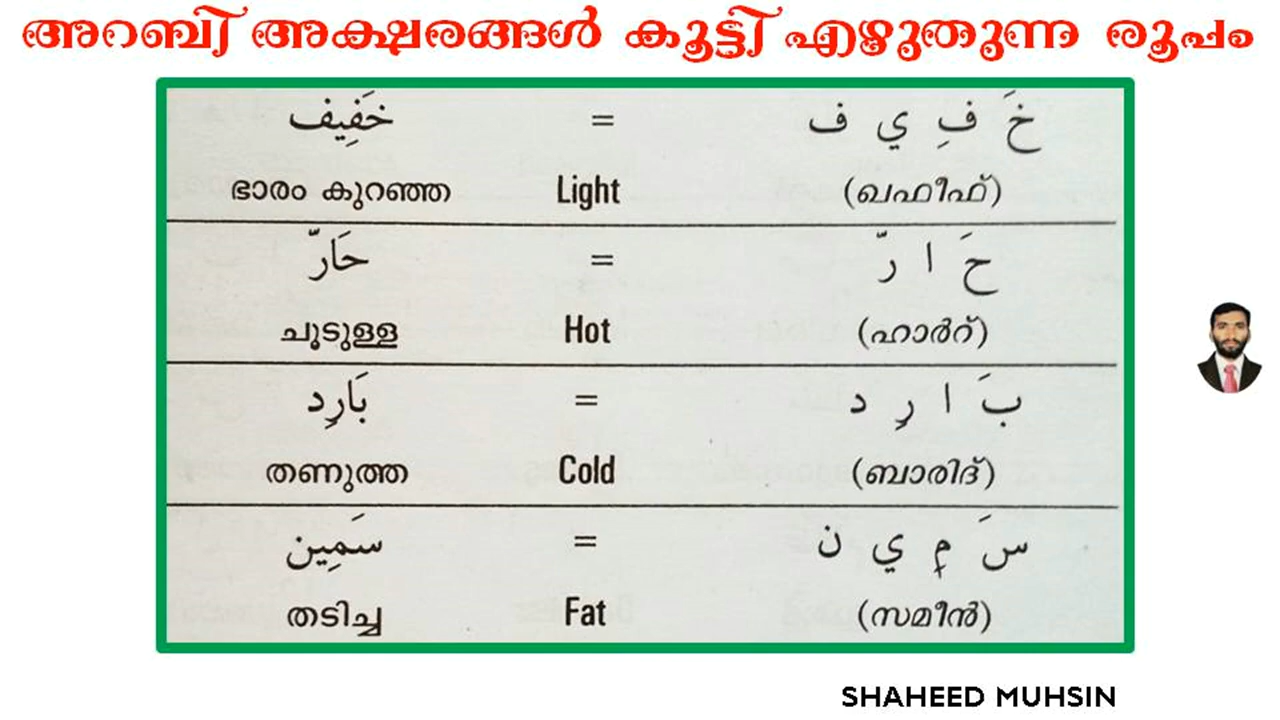 അറബി അക്ഷരങ്ങൾ കൂട്ടി എഴുതുന്ന രൂപം
خَفِيف = خَ فِ ي ف
ഭാരം കുറഞ്ഞ Light (ഖഫീഫ്)
حَارّ = حَ ا رّ
ചൂടുള്ള Hot (ഹാർറ്)
بَارِد = بَ ا رِ د
തണുത്ത Cold (ബാരിദ്)
سَمِين = سَ مِ ي ن
തടിച്ച Fat (സമീൻ)
SHAHEED MUHSIN